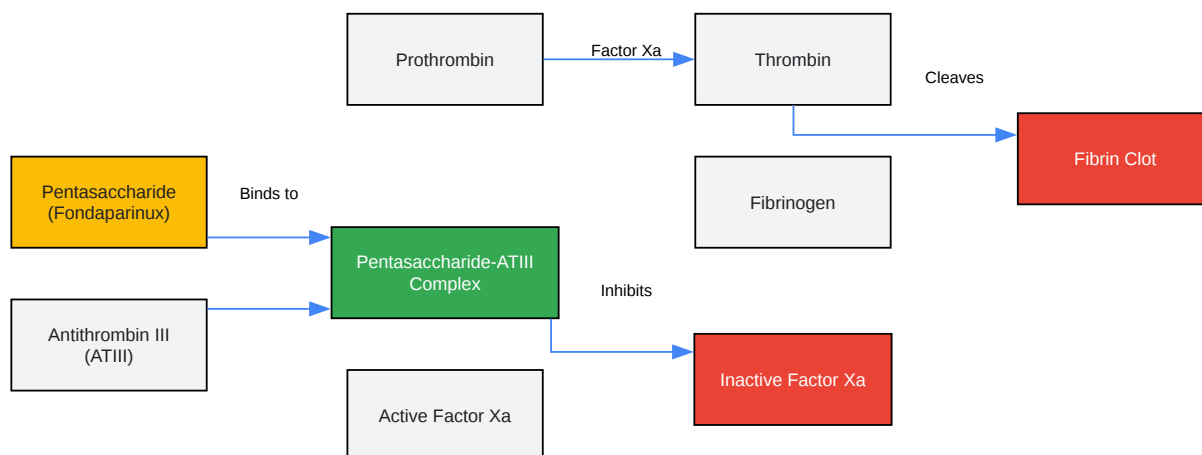 Prothrombin
Factor Xa
Thrombin
Cleaves
Fibrin Clot
Pentasaccharide
(Fondaparinux)
Binds to
Fibrinogen
Pentasaccharide-ATIII
Complex
Inhibits
Antithrombin III
(ATIII)
Inactive Factor Xa
Active Factor Xa